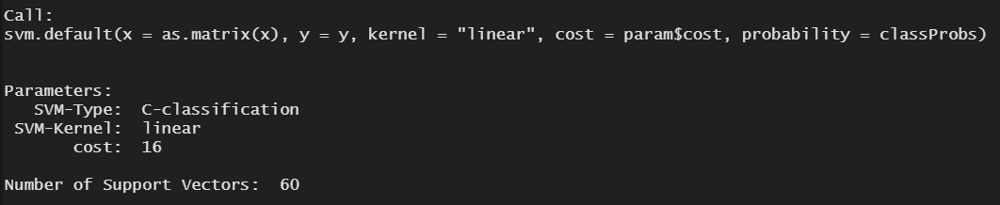 Call:
svm.default(x = as.matrix(x), y = y, kernel = "linear", cost = param$cost, probability = classProbs)
Parameters:
SVM-Type: C-classification
SVM-Kernel: linear
cost: 16
Number of Support Vectors: 60